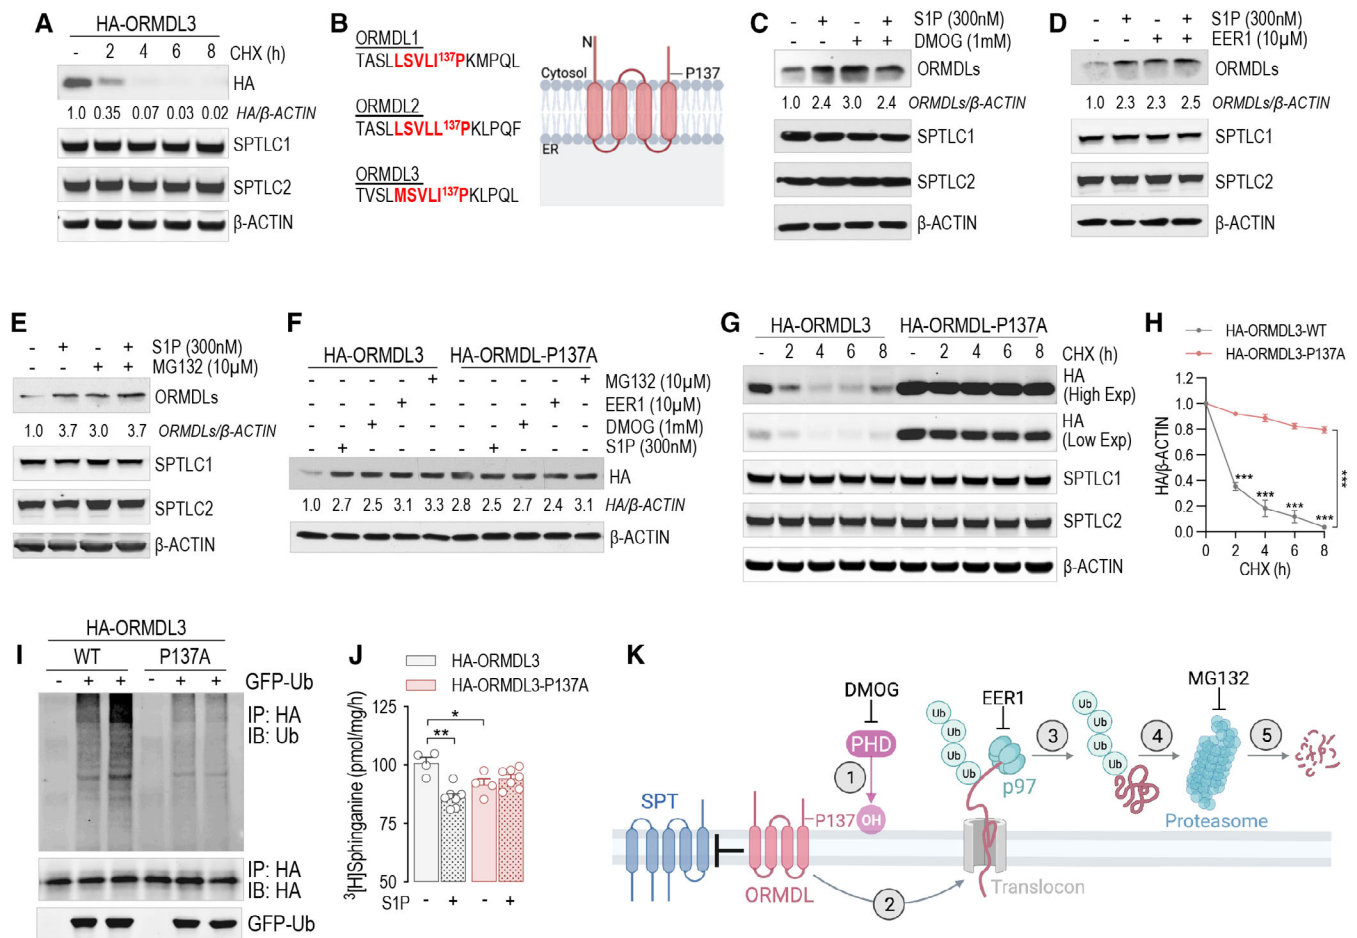 A
HA-ORMDL3
- 2 4 6 8 CHX (h)
HA
1.0 0.35 0.07 0.03 0.02 HA/β-ACTIN
SPTLC1
SPTLC2
β-ACTIN
B
ORMDL1
TASLLSVLI137PKMPQL
ORMDL2
TASLLSVLL137PKLPQF
ORMDL3
TVSLMSVLI137PKLPQL
N
Cytosol
P137
ER
C
- + - + S1P (300nM)
- - + + DMOG (1mM)
ORMDLs
1.0 2.4 3.0 2.4 ORMDLs/β-ACTIN
SPTLC1
SPTLC2
β-ACTIN
D
- + - + S1P (300nM)
- - + + EER1 (10μM)
ORMDLs
1.0 2.3 2.3 2.5 ORMDLs/β-ACTIN
SPTLC1
SPTLC2
β-ACTIN
E
- + - + S1P (300nM)
- - + + MG132 (10μM)
ORMDLs
1.0 3.7 3.0 3.7 ORMDLs/β-ACTIN
SPTLC1
SPTLC2
β-ACTIN
F
HA-ORMDL3 HA-ORMDL-P137A
- - - - + - - - - + MG132 (10μM)
- - - + - - - - + - EER1 (10μM)
- - + - - - - + - - DMOG (1mM)
- + - - - - + - - - S1P (300nM)
HA
1.0 2.7 2.5 3.1 3.3 2.8 2.5 2.7 2.4 3.1 HA/β-ACTIN
β-ACTIN
G
HA-ORMDL3 HA-ORMDL-P137A
- 2 4 6 8 - 2 4 6 8 CHX (h)
HA
(High Exp)
HA
(Low Exp)
SPTLC1
SPTLC2
β-ACTIN
H
HA-ORMDL3-WT
HA-ORMDL3-P137A
HA/β-ACTIN
1.2
1.0
0.8
0.6
0.4
0.2
0.0
*** *** *** ***
***
0 2 4 6 8
CHX (h)
I
HA-ORMDL3
WT P137A
- + + - + + GFP-Ub
IP: HA
IB: Ub
IP: HA
IB: HA
GFP-Ub
J
HA-ORMDL3
HA-ORMDL3-P137A
3[H]Sphinganine (pmol/mg/h)
125
100
75
50
*
**
S1P - + - +
K
DMOG
PHD
1
OH
P137
SPT
ORMDL
2
Translocon
EER1
Ub
Ub
Ub
Ub
p97
3
Ub
Ub
Ub
Ub
4
MG132
Proteasome
5